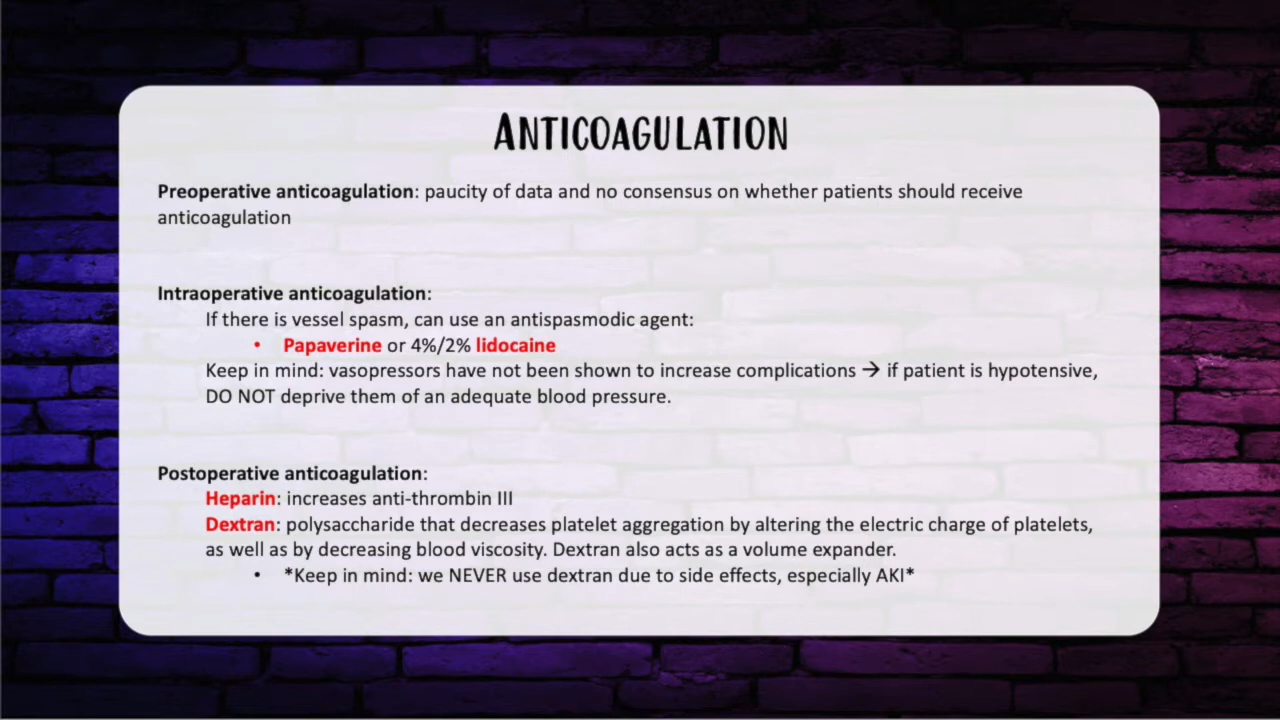 ANTICOAGULATION
Preoperative anticoagulation: paucity of data and no consensus on whether patients should receive
anticoagulation
Intraoperative anticoagulation:
If there is vessel spasm, can use an antispasmodic agent:
• Papaverine or 4%/2% lidocaine
Keep in mind: vasopressors have not been shown to increase complications → if patient is hypotensive,
DO NOT deprive them of an adequate blood pressure.
Postoperative anticoagulation:
Heparin: increases anti-thrombin III
Dextran: polysaccharide that decreases platelet aggregation by altering the electric charge of platelets,
as well as by decreasing blood viscosity. Dextran also acts as a volume expander.
• *Keep in mind: we NEVER use dextran due to side effects, especially AKI*